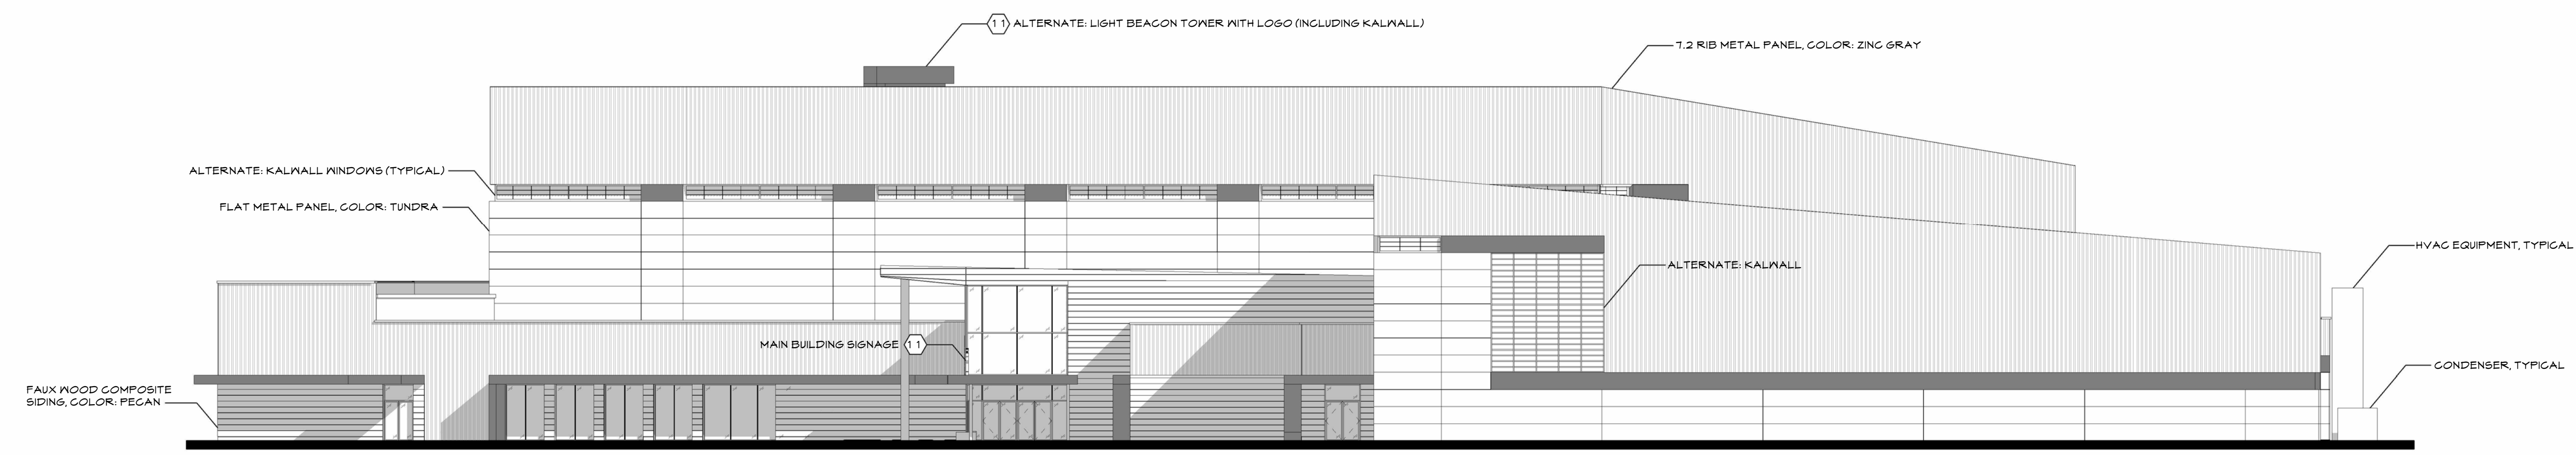 11 ALTERNATE: LIGHT BEACON TOWER WITH LOGO (INCLUDING KALWALL)
7.2 RIB METAL PANEL, COLOR: ZINC GRAY
ALTERNATE: KALWALL WINDOWS (TYPICAL)
FLAT METAL PANEL, COLOR: TUNDRA
HVAC EQUIPMENT, TYPICAL
ALTERNATE: KALWALL
MAIN BUILDING SIGNAGE 11
CONDENSER, TYPICAL
FAUX WOOD COMPOSITE
SIDING, COLOR: PECAN